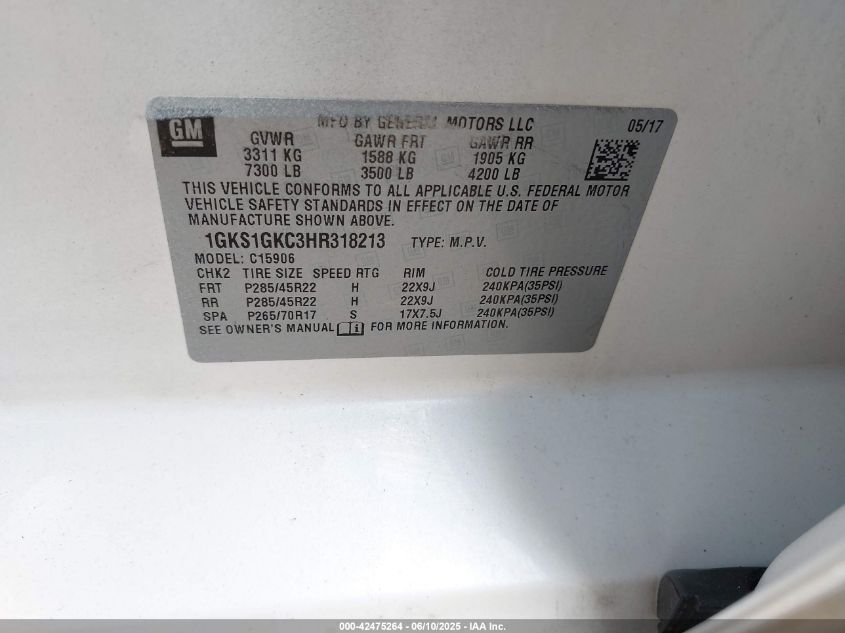 GM
MFD BY GENERAL MOTORS LLC 05/17
GVWR GAWR FRT GAWR RR
3311 KG 1588 KG 1905 KG
7300 LB 3500 LB 4200 LB
THIS VEHICLE CONFORMS TO ALL APPLICABLE U.S. FEDERAL MOTOR
VEHICLE SAFETY STANDARDS IN EFFECT ON THE DATE OF
MANUFACTURE SHOWN ABOVE.
1GKS1GKC3HR318213 TYPE: M.P.V.
MODEL: C15906
CHK2 TIRE SIZE SPEED RTG RIM COLD TIRE PRESSURE
FRT P285/45R22 H 22X9J 240KPA(35PSI)
RR P285/45R22 H 22X9J 240KPA(35PSI)
SPA P265/70R17 S 17X7.5J 240KPA(35PSI)
SEE OWNER'S MANUAL i FOR MORE INFORMATION.
000-42475264 - 06/10/2025 - IAA Inc.